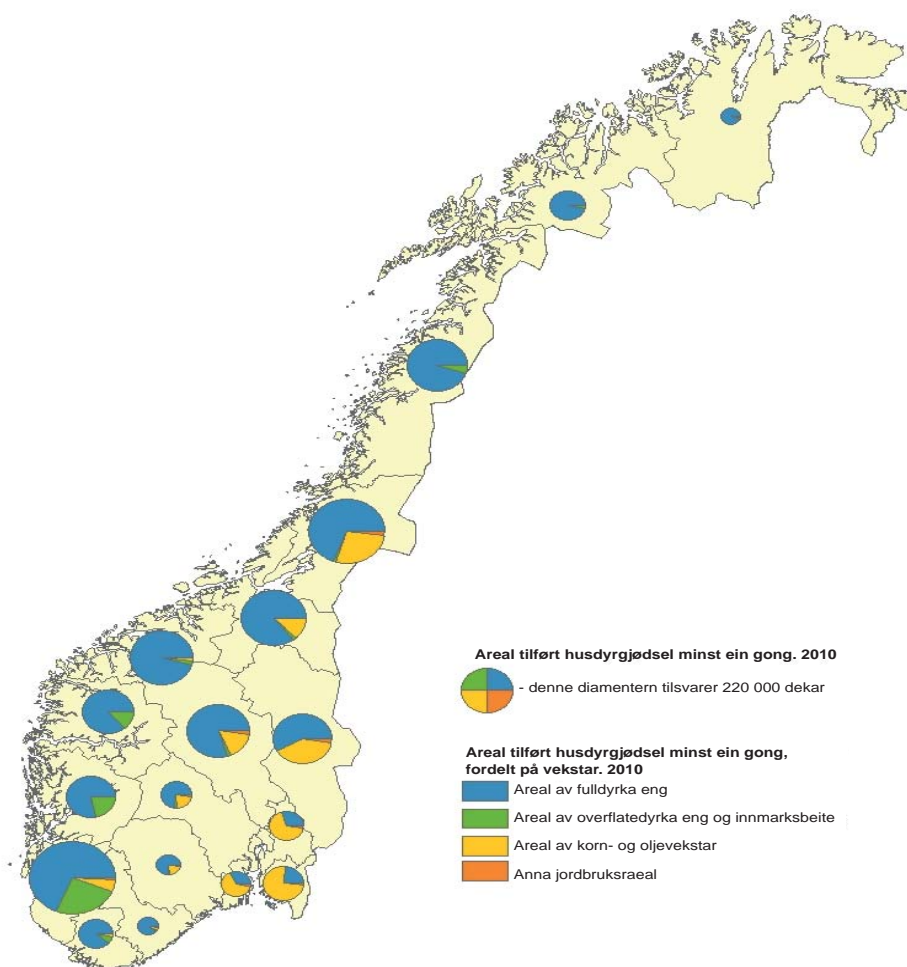 Areal tilført husdyrgjødsel minst ein gong. 2010
- denne diamentern tilsvarer 220 000 dekar
Areal tilført husdyrgjødsel minst ein gong,
fordelt på vekstar. 2010
Areal av fulldyrka eng
Areal av overflatedyrka eng og innmarksbeite
Areal av korn- og oljevekstar
Anna jordbruksraeal